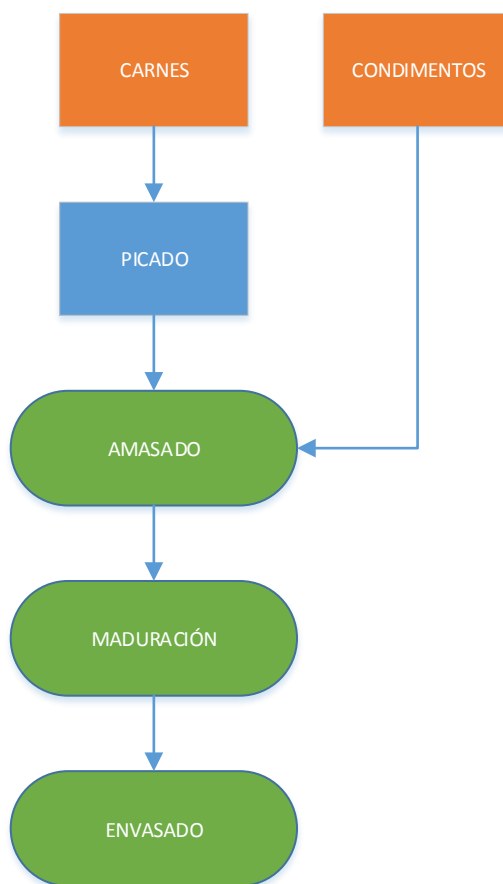 CARNES
CONDIMENTOS
PICADO
AMASADO
MADURACIÓN
ENVASADO